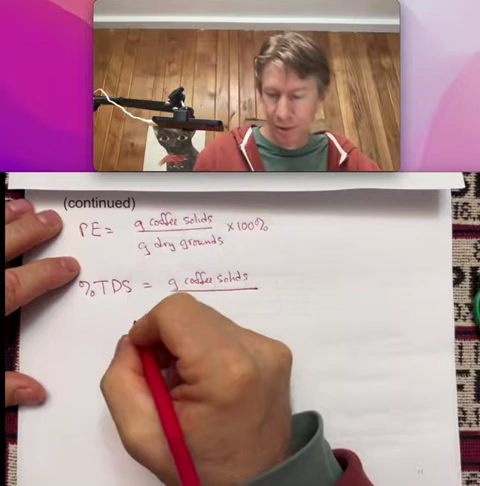 (continued)
PE = g coffee solids / g dry grounds × 100%
%TDS = g coffee solids